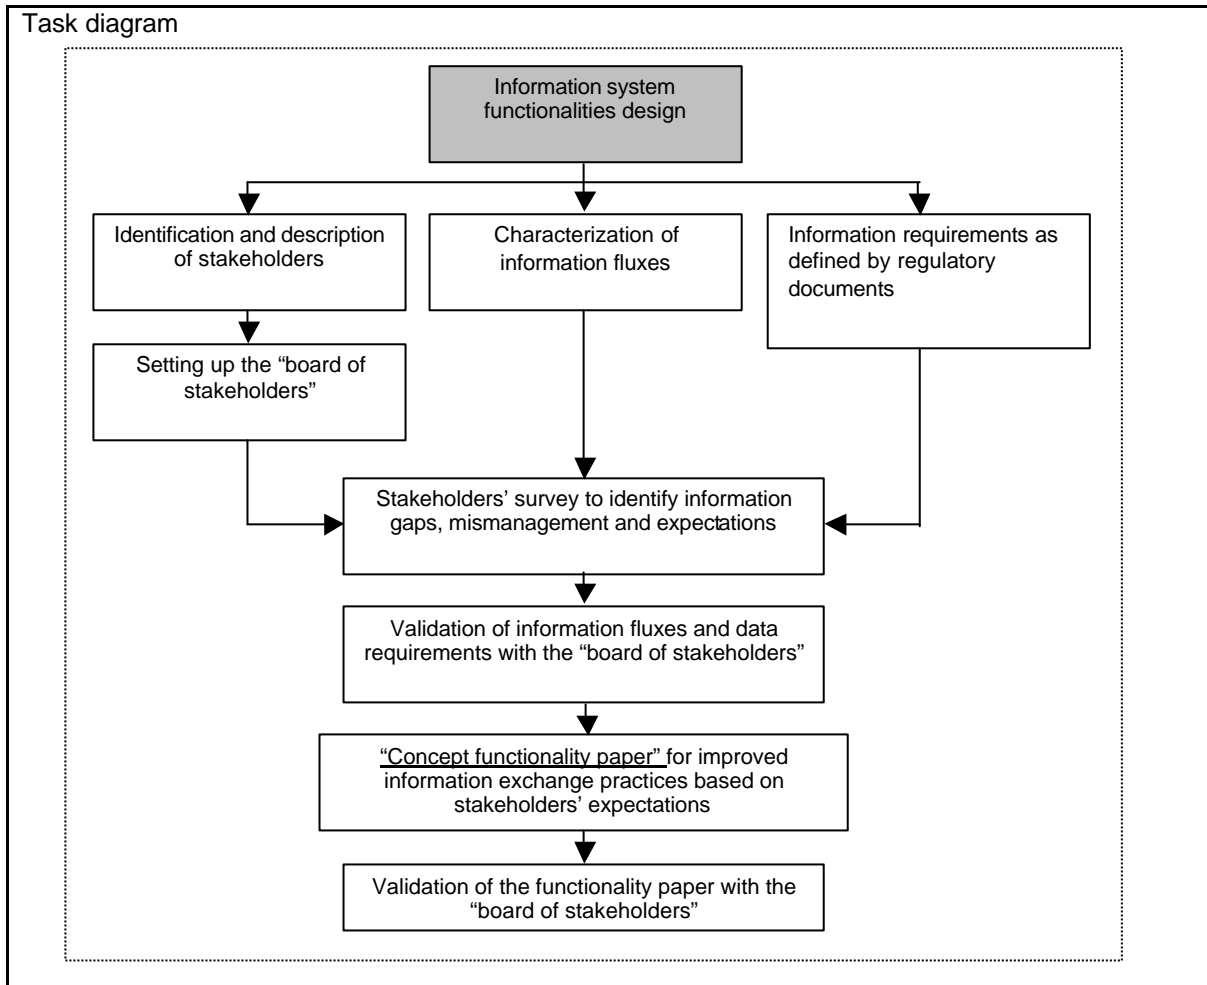 Task diagram
Information system
functionalities design
Identification and description
of stakeholders
Characterization of
information fluxes
Information requirements as
defined by regulatory
documents
Setting up the “board of
stakeholders”
Stakeholders’ survey to identify information
gaps, mismanagement and expectations
Validation of information fluxes and data
requirements with the “board of stakeholders”
“Concept functionality paper” for improved
information exchange practices based on
stakeholders’ expectations
Validation of the functionality paper with the
“board of stakeholders”